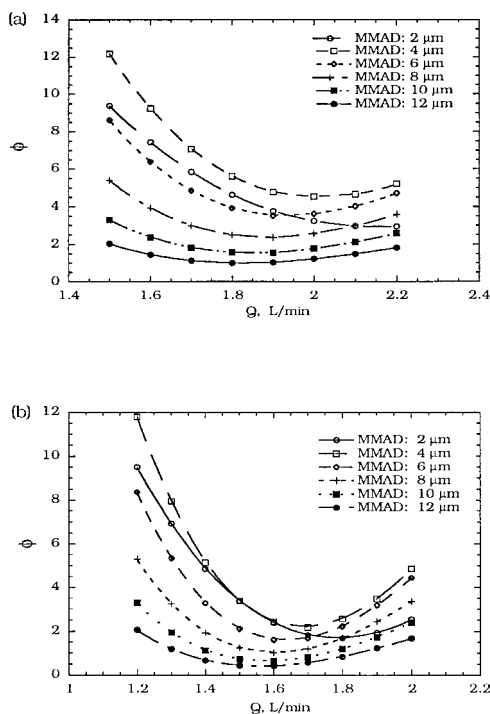 (a)
14
12
10
8
6
4
2
0
ϕ
MMAD: 2 µm
MMAD: 4 µm
MMAD: 6 µm
MMAD: 8 µm
MMAD: 10 µm
MMAD: 12 µm
1.4 1.6 1.8 2 2.2 2.4
Q, L/min
(b)
12
10
8
6
4
2
0
ϕ
MMAD: 2 µm
MMAD: 4 µm
MMAD: 6 µm
MMAD: 8 µm
MMAD: 10 µm
MMAD: 12 µm
1 1.2 1.4 1.6 1.8 2 2.2
Q, L/min